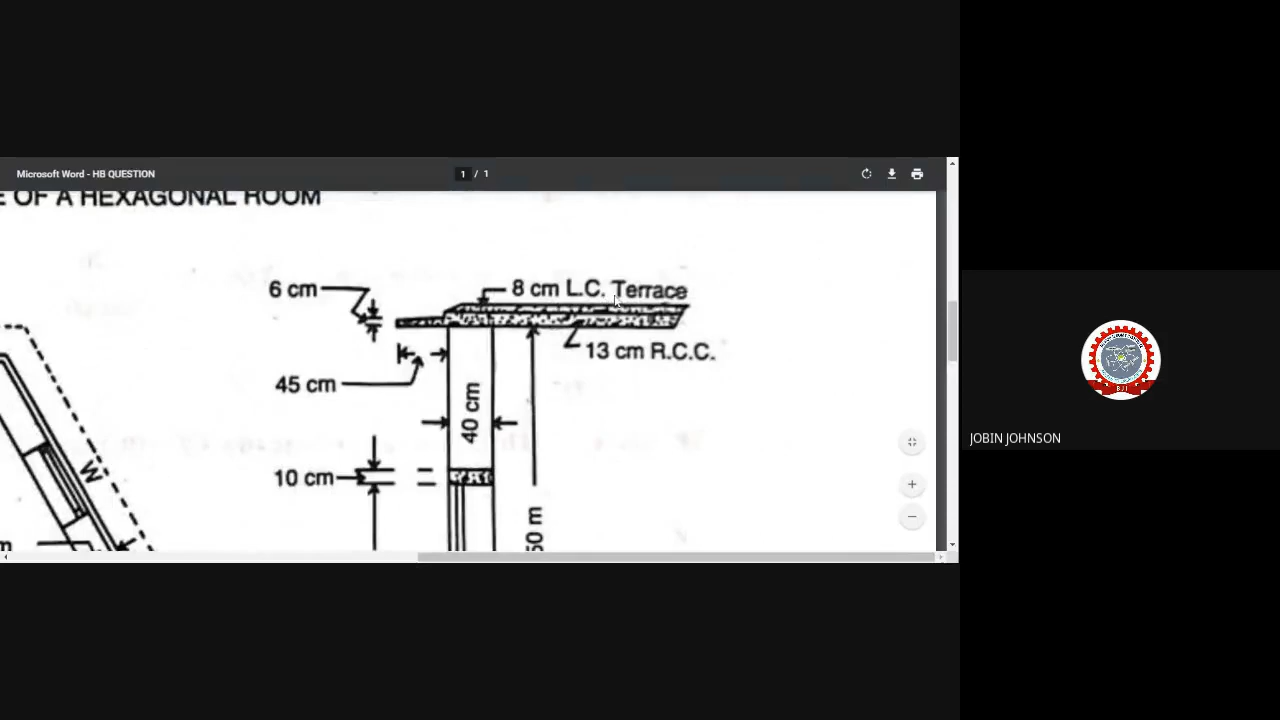 Microsoft Word - HB QUESTION
1 / 1
E OF A HEXAGONAL ROOM
6 cm
8 cm L.C. Terrace
13 cm R.C.C.
45 cm
40 cm
10 cm
W
50 m
JOBIN JOHNSON
BJI